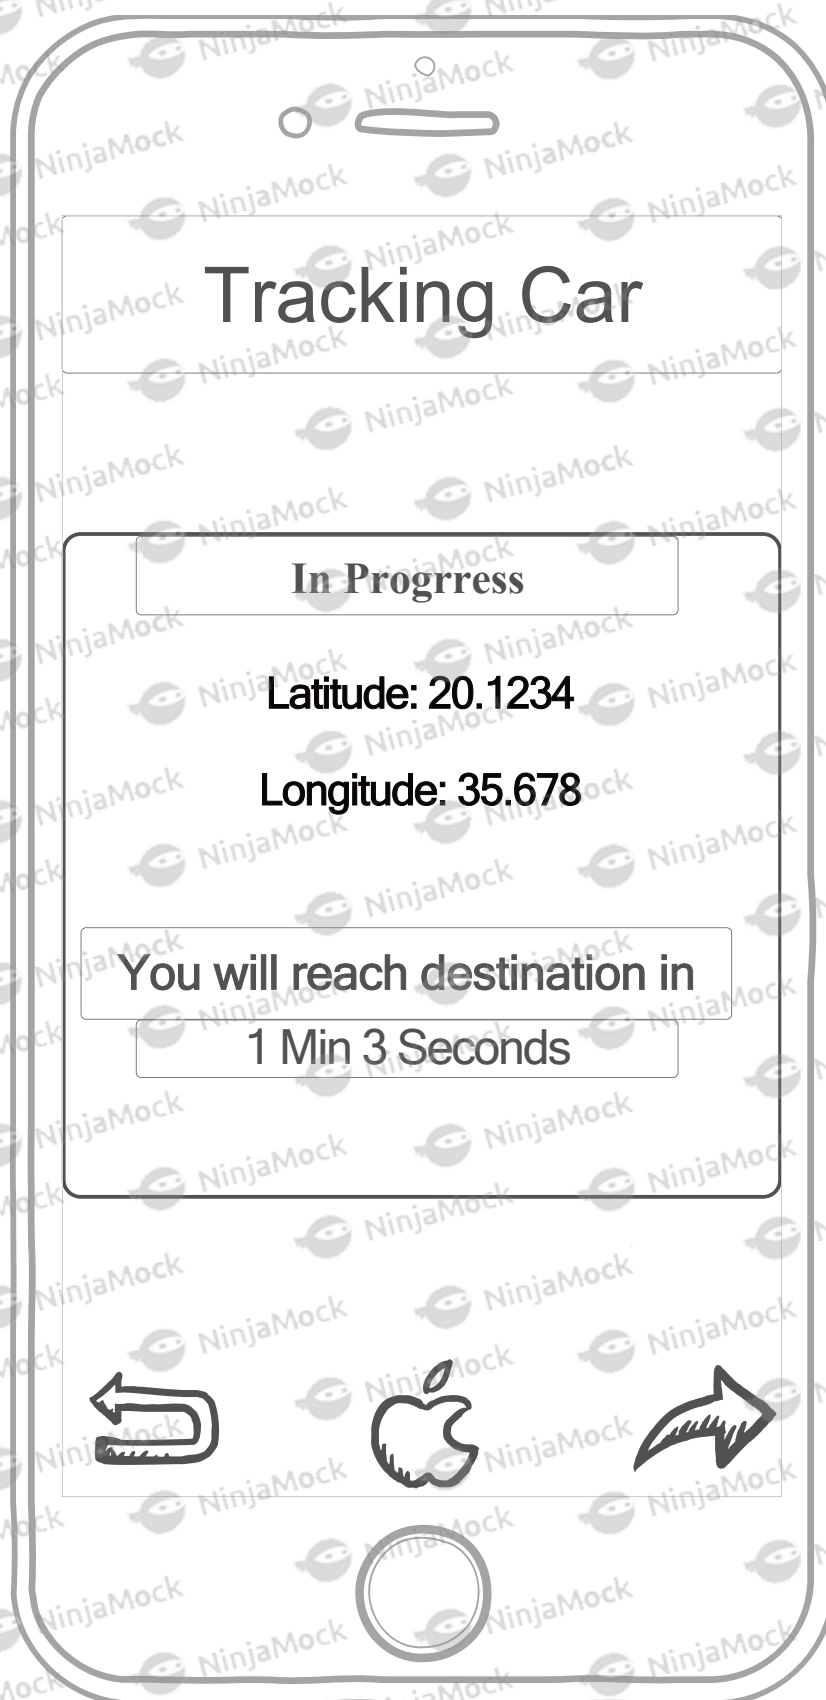 Tracking Car
In Progrress
Latitude: 20.1234
Longitude: 35.678
You will reach destination in
1 Min 3 Seconds
NinjaMock